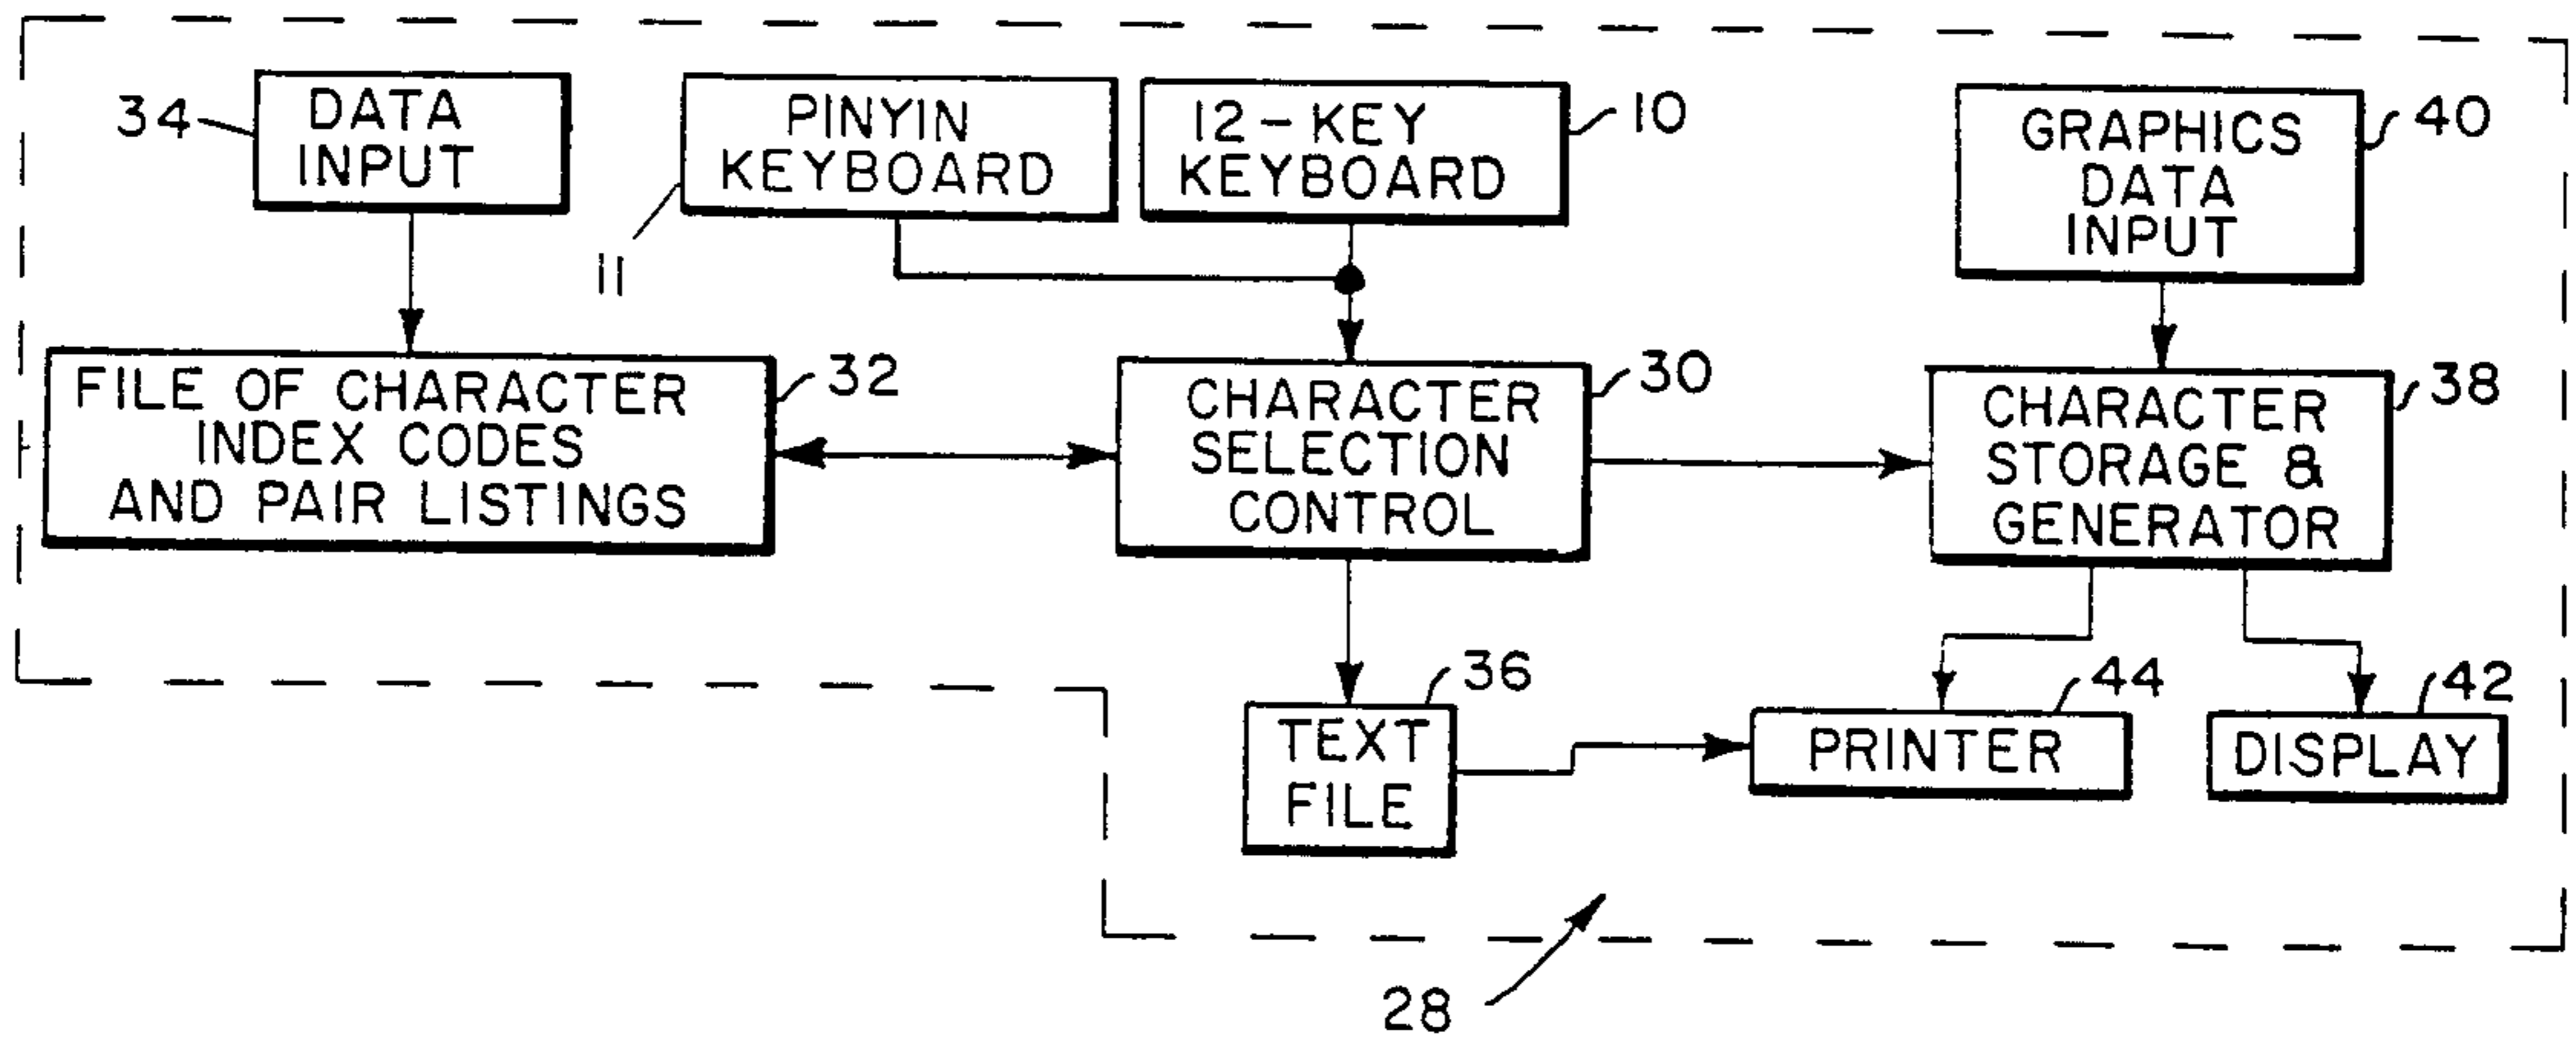 34
DATA
INPUT
PINYIN
KEYBOARD
11
12-KEY
KEYBOARD
10
GRAPHICS
DATA
INPUT
40
FILE OF CHARACTER
INDEX CODES
AND PAIR LISTINGS
32
CHARACTER
SELECTION
CONTROL
30
CHARACTER
STORAGE &
GENERATOR
38
TEXT
FILE
36
PRINTER
44
DISPLAY
42
28